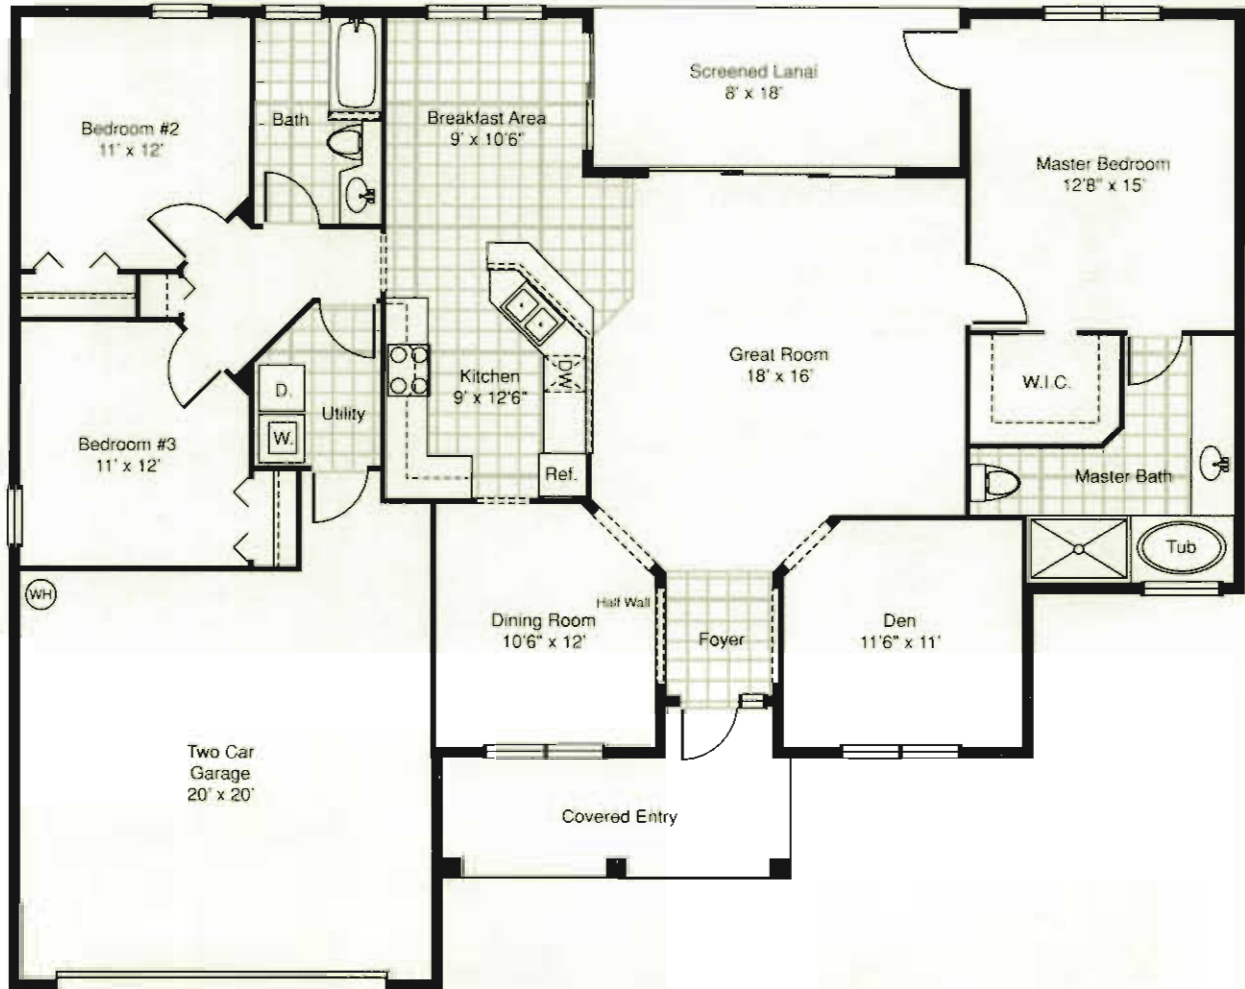 Screened Lanai
8' x 18'
Bath
Breakfast Area
9' x 10'6"
Bedroom #2
11' x 12'
Master Bedroom
12'8" x 15'
Great Room
18' x 16'
Kitchen
9' x 12'6"
DW
W.I.C.
D.
Utility
W.
Bedroom #3
11' x 12'
Ref.
Master Bath
Tub
WH
Half Wall
Dining Room
10'6" x 12'
Foyer
Den
11'6" x 11'
Two Car
Garage
20' x 20'
Covered Entry